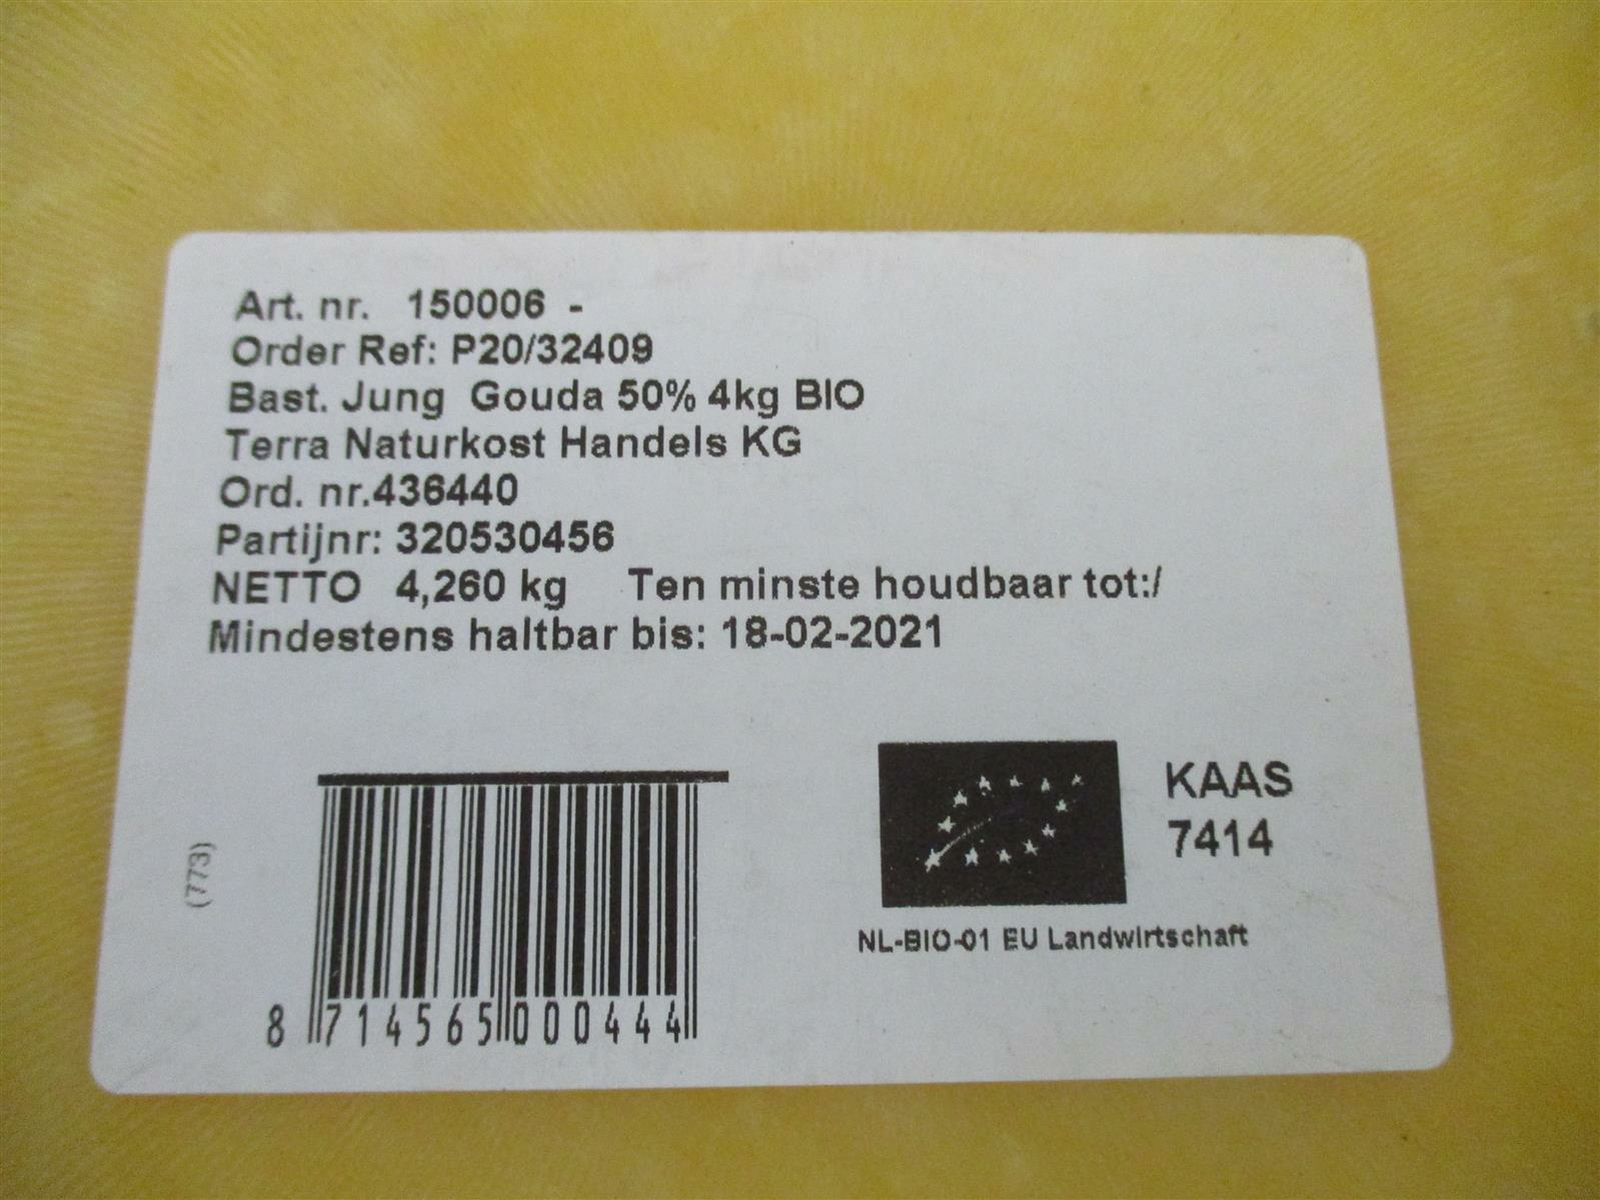 Art. nr. 150006 -
Order Ref: P20/32409
Bast. Jung Gouda 50% 4kg BIO
Terra Naturkost Handels KG
Ord. nr.436440
Partijnr: 320530456
NETTO 4,260 kg Ten minste houdbaar tot:/
Mindestens haltbar bis: 18-02-2021
KAAS
7414
NL-BIO-01 EU Landwirtschaft
(773)
8 714565 000444